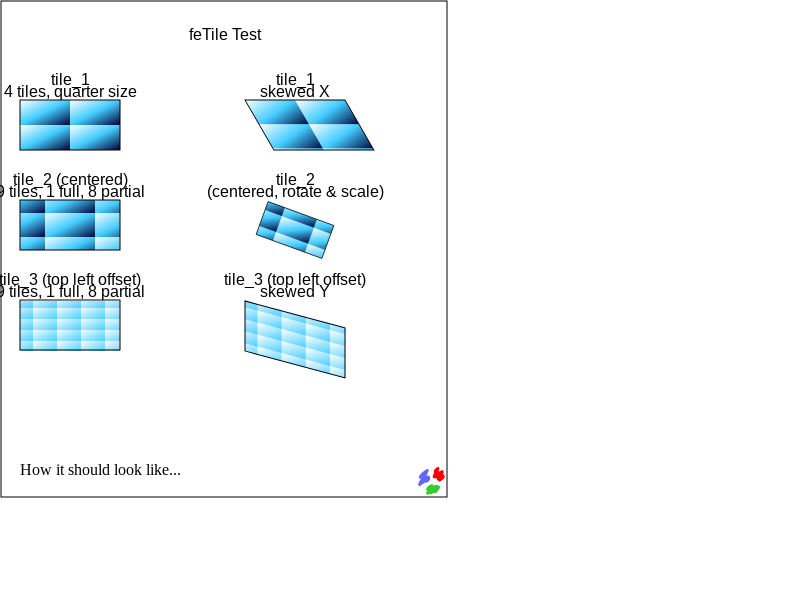 feTile Test
tile_1
4 tiles, quarter size
tile_1
skewed X
tile_2 (centered)
9 tiles, 1 full, 8 partial
tile_2
(centered, rotate & scale)
tile_3 (top left offset)
9 tiles, 1 full, 8 partial
tile_3 (top left offset)
skewed Y
How it should look like...